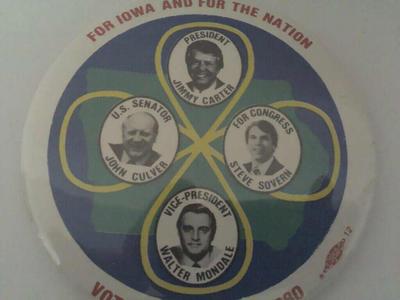 FOR IOWA AND FOR THE NATION
PRESIDENT
JIMMY CARTER
U.S. SENATOR
JOHN CULVER
FOR CONGRESS
STEVE SOVERN
VICE-PRESIDENT
WALTER MONDALE
12